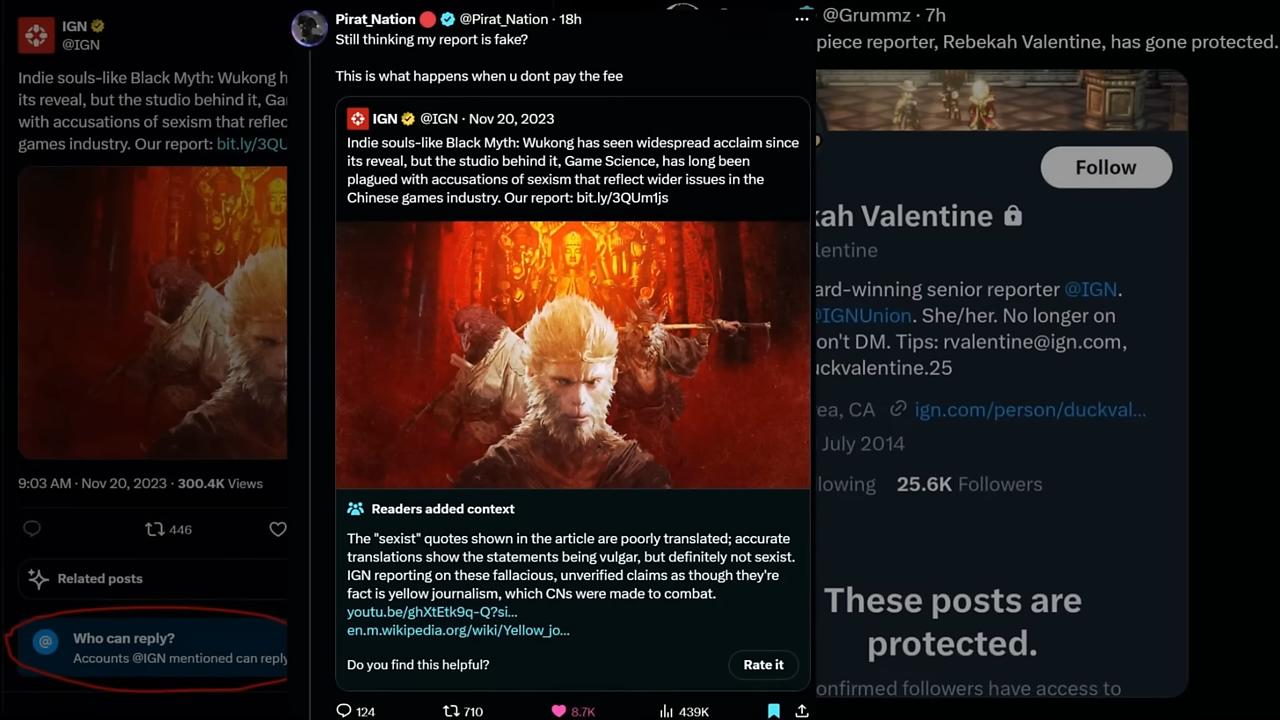 IGN
@IGN
Indie souls-like Black Myth: Wukong h
its reveal, but the studio behind it, Ga
with accusations of sexism that reflec
games industry. Our report: bit.ly/3QU
9:03 AM · Nov 20, 2023 · 300.4K Views
446
Related posts
@
Who can reply?
Accounts @IGN mentioned can reply
Pirat_Nation @Pirat_Nation · 18h
Still thinking my report is fake?
This is what happens when u dont pay the fee
IGN @IGN · Nov 20, 2023
Indie souls-like Black Myth: Wukong has seen widespread acclaim since
its reveal, but the studio behind it, Game Science, has long been
plagued with accusations of sexism that reflect wider issues in the
Chinese games industry. Our report: bit.ly/3QUm1js
Readers added context
The "sexist" quotes shown in the article are poorly translated; accurate
translations show the statements being vulgar, but definitely not sexist.
IGN reporting on these fallacious, unverified claims as though they're
fact is yellow journalism, which CNs were made to combat.
youtu.be/ghXtEtk9q-Q?si...
en.m.wikipedia.org/wiki/Yellow_jo...
Do you find this helpful?
Rate it
124 710 8.7K 439K
@Grummz · 7h
piece reporter, Rebekah Valentine, has gone protected.
Follow
kah Valentine
lentine
ard-winning senior reporter @IGN.
@IGNUnion. She/her. No longer on
on't DM. Tips: rvalentine@ign.com,
uckvalentine.25
rea, CA ign.com/person/duckval...
July 2014
lowing 25.6K Followers
These posts are
protected.
onfirmed followers have access to